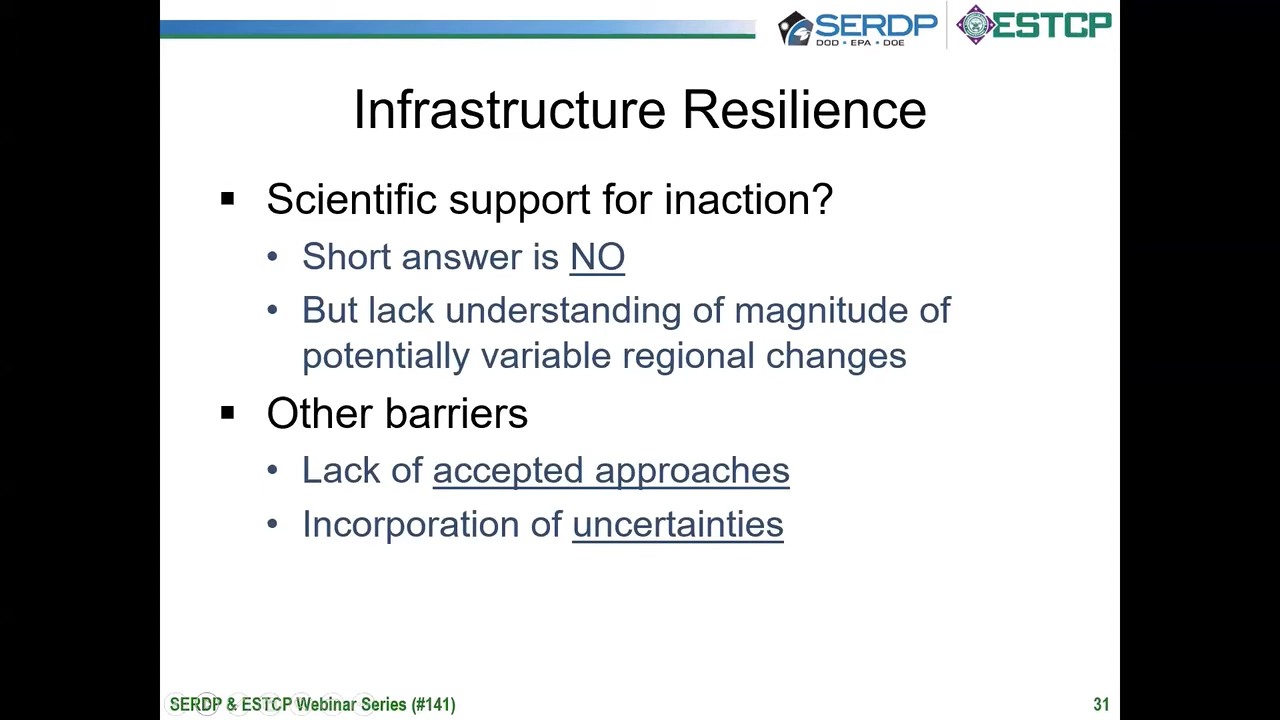 SERDP
DOD • EPA • DOE
ESTCP
Infrastructure Resilience
▪ Scientific support for inaction?
• Short answer is NO
• But lack understanding of magnitude of
potentially variable regional changes
▪ Other barriers
• Lack of accepted approaches
• Incorporation of uncertainties
SERDP & ESTCP Webinar Series (#141)
31